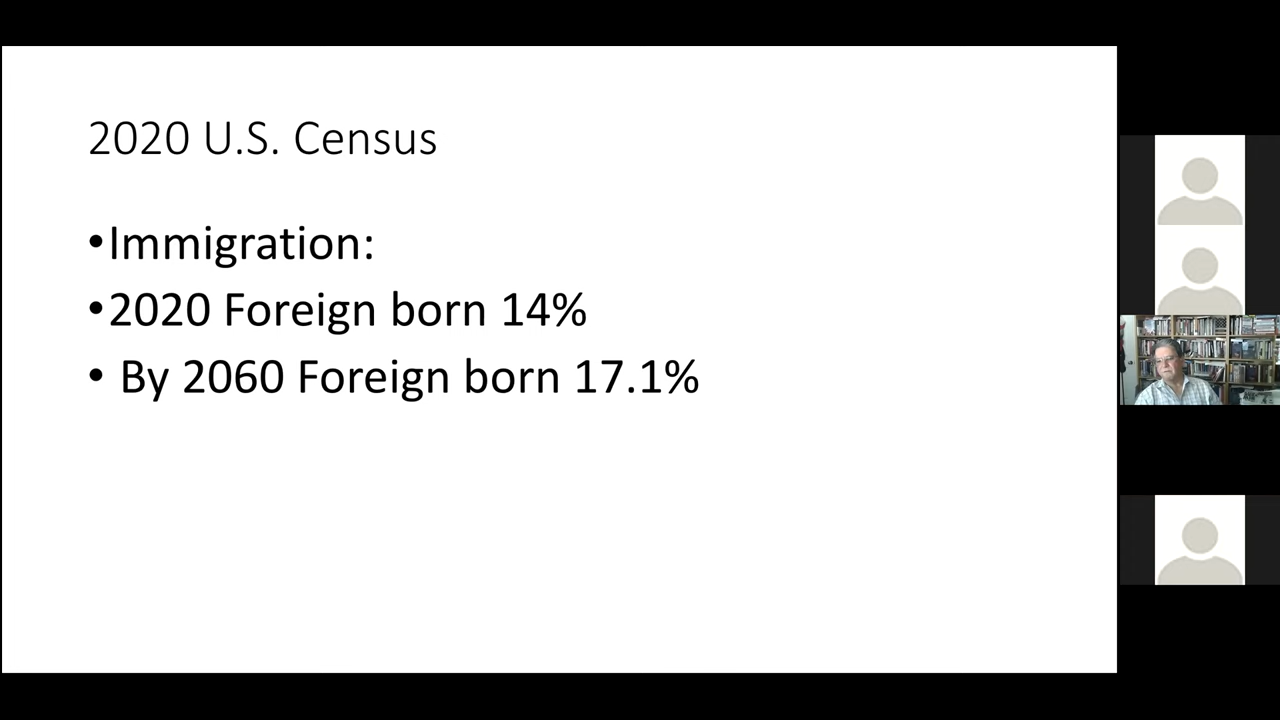 2020 U.S. Census
•Immigration:
•2020 Foreign born 14%
• By 2060 Foreign born 17.1%